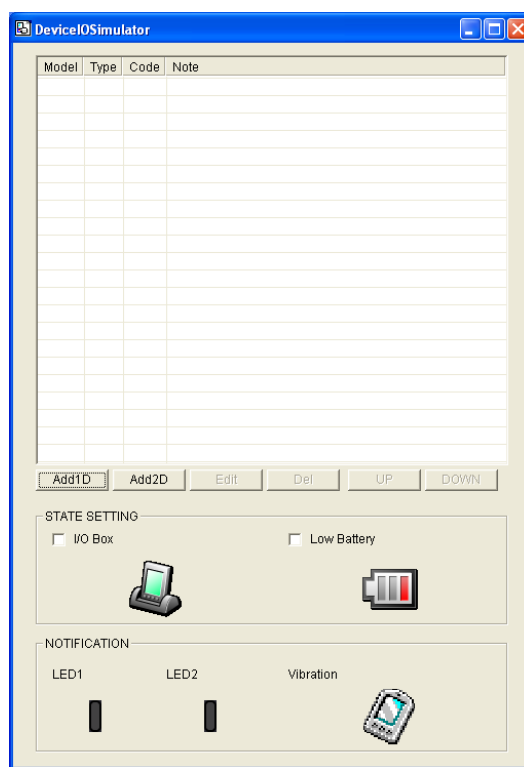 DeviceIOSimulator
Model Type Code Note
Add1D Add2D Edit Del UP DOWN
STATE SETTING
I/O Box Low Battery
NOTIFICATION
LED1 LED2 Vibration